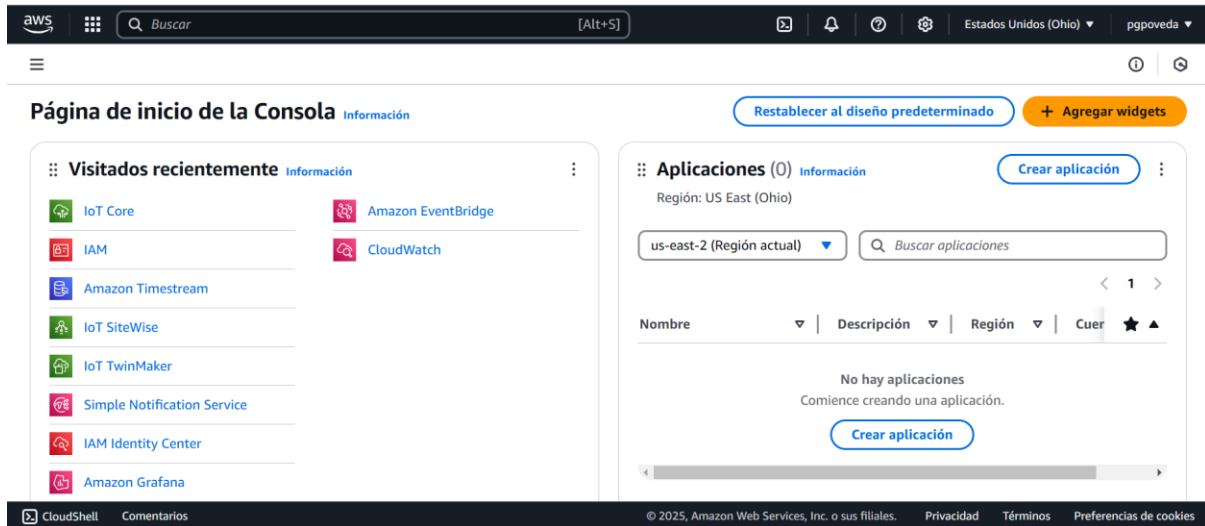 aws
Buscar [Alt+S]
Estados Unidos (Ohio)
pgpoveda
Página de inicio de la Consola Información
Restablecer al diseño predeterminado
+ Agregar widgets
Visitados recientemente Información
IoT Core
IAM
Amazon Timestream
IoT SiteWise
IoT TwinMaker
Simple Notification Service
IAM Identity Center
Amazon Grafana
Amazon EventBridge
CloudWatch
Aplicaciones (0) Información
Crear aplicación
Región: US East (Ohio)
us-east-2 (Región actual)
Buscar aplicaciones
1
Nombre Descripción Región Cuer
No hay aplicaciones
Comience creando una aplicación.
Crear aplicación
CloudShell Comentarios
© 2025, Amazon Web Services, Inc. o sus filiales. Privacidad Términos Preferencias de cookies